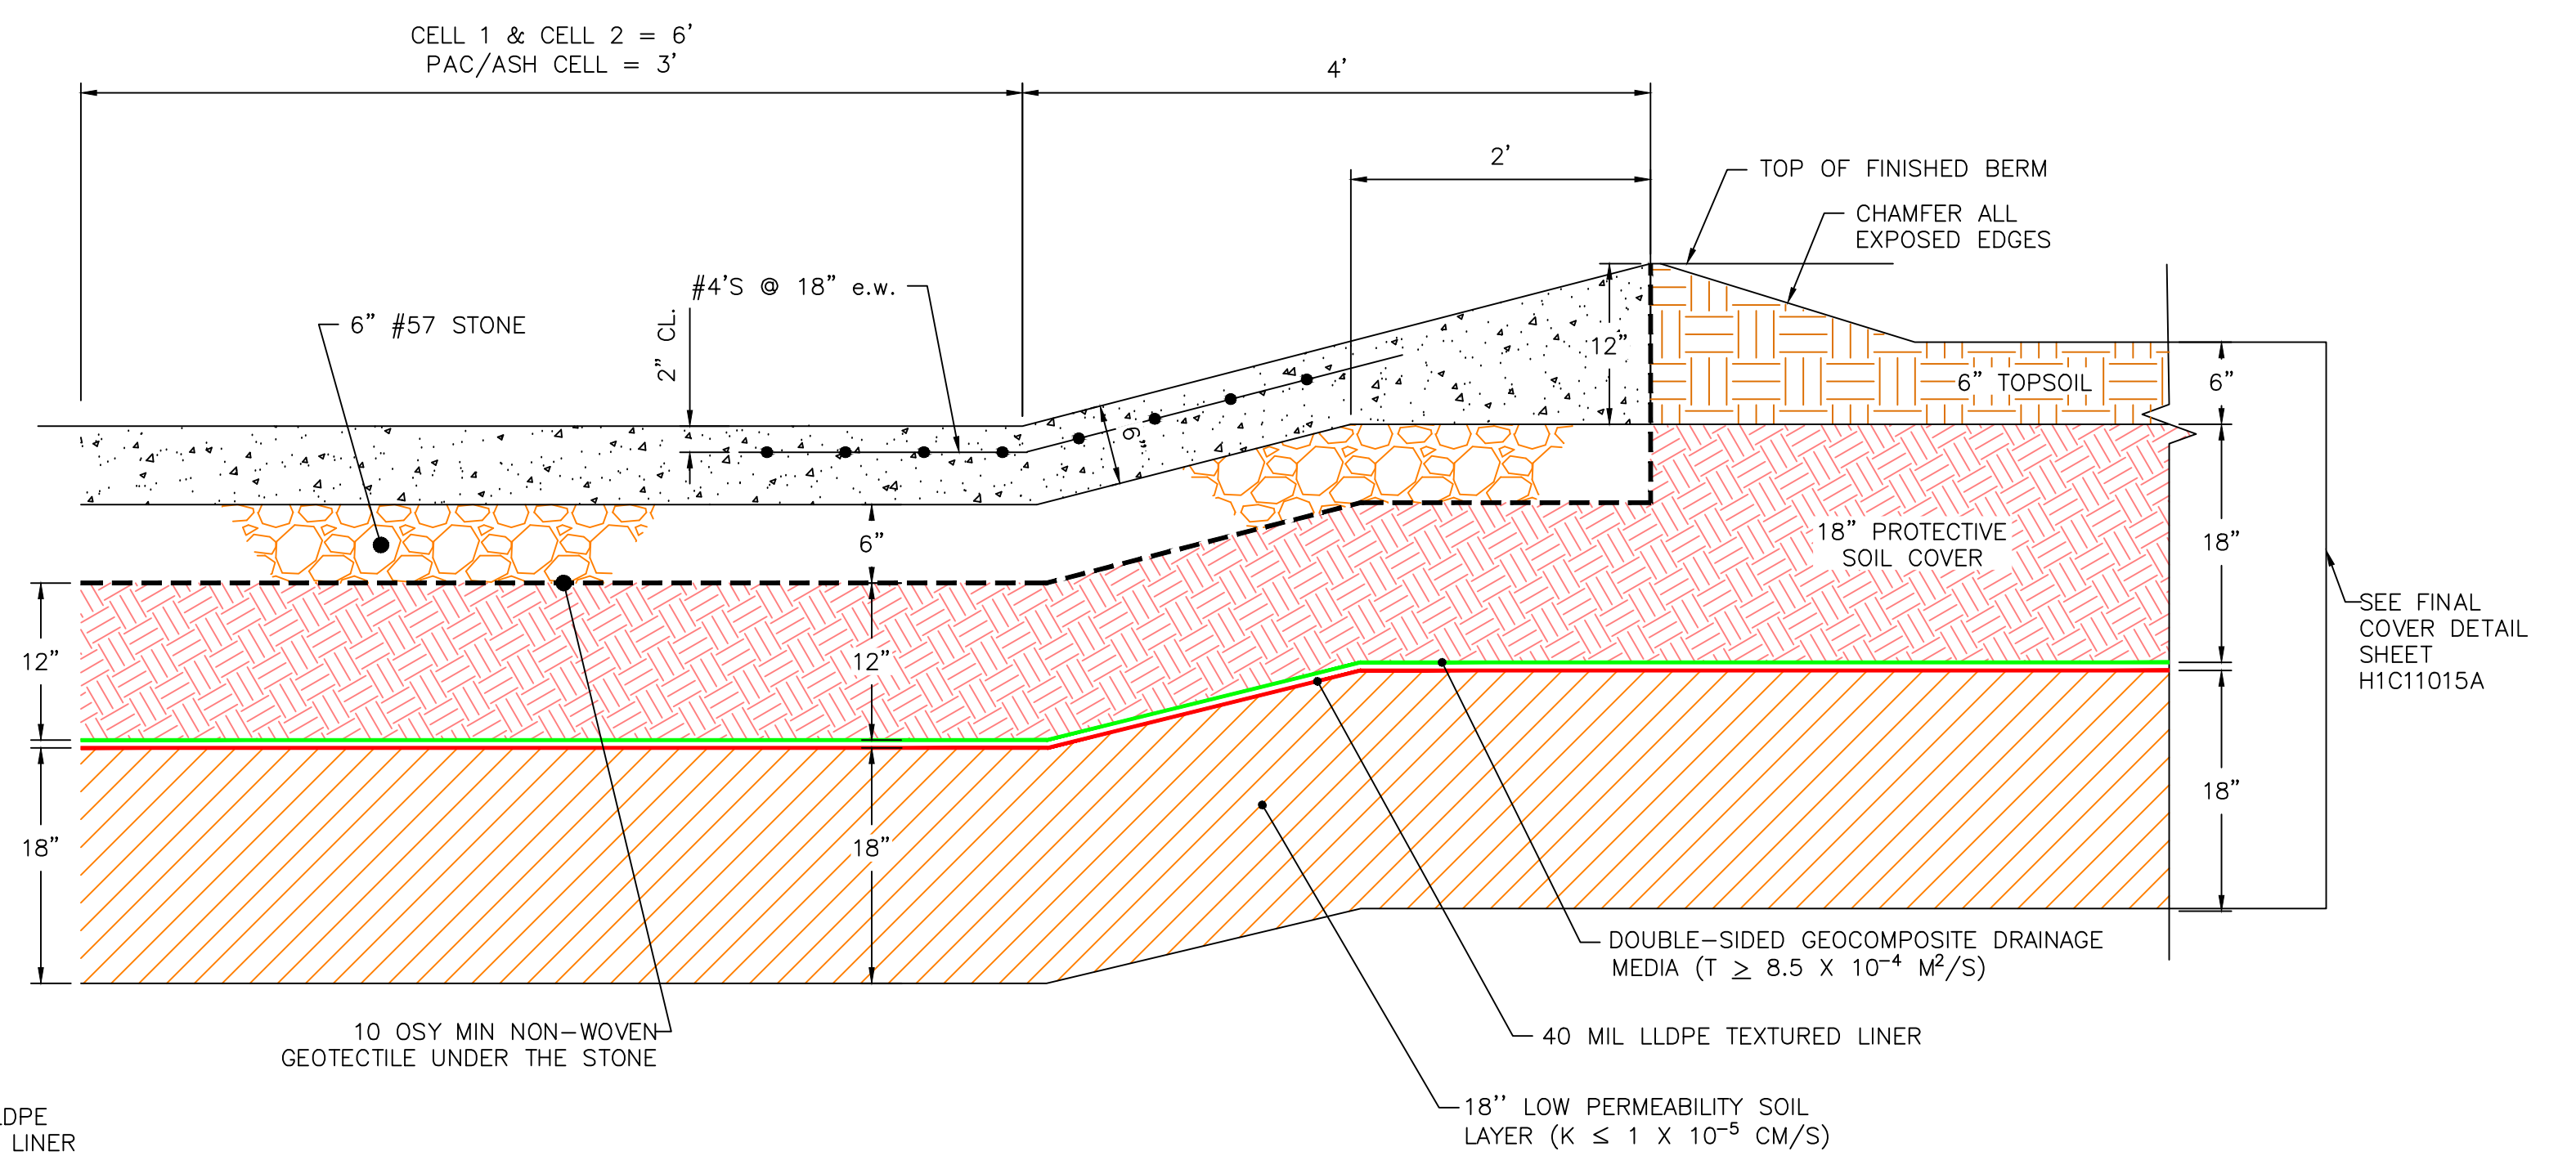 CELL 1 & CELL 2 = 6'
PAC/ASH CELL = 3'
4'
2'
TOP OF FINISHED BERM
CHAMFER ALL
EXPOSED EDGES
#4'S @ 18" e.w.
2" CL.
6" #57 STONE
12"
6" TOPSOIL
6"
6"
6"
18" PROTECTIVE
SOIL COVER
18"
SEE FINAL
COVER DETAIL
SHEET
H1C11015A
12"
12"
18"
18"
18"
DOUBLE-SIDED GEOCOMPOSITE DRAINAGE
MEDIA (T ≥ 8.5 X 10⁻⁴ M²/S)
10 OSY MIN NON-WOVEN
GEOTECTILE UNDER THE STONE
40 MIL LLDPE TEXTURED LINER
18'' LOW PERMEABILITY SOIL
LAYER (K ≤ 1 X 10⁻⁵ CM/S)
LDPE
LINER